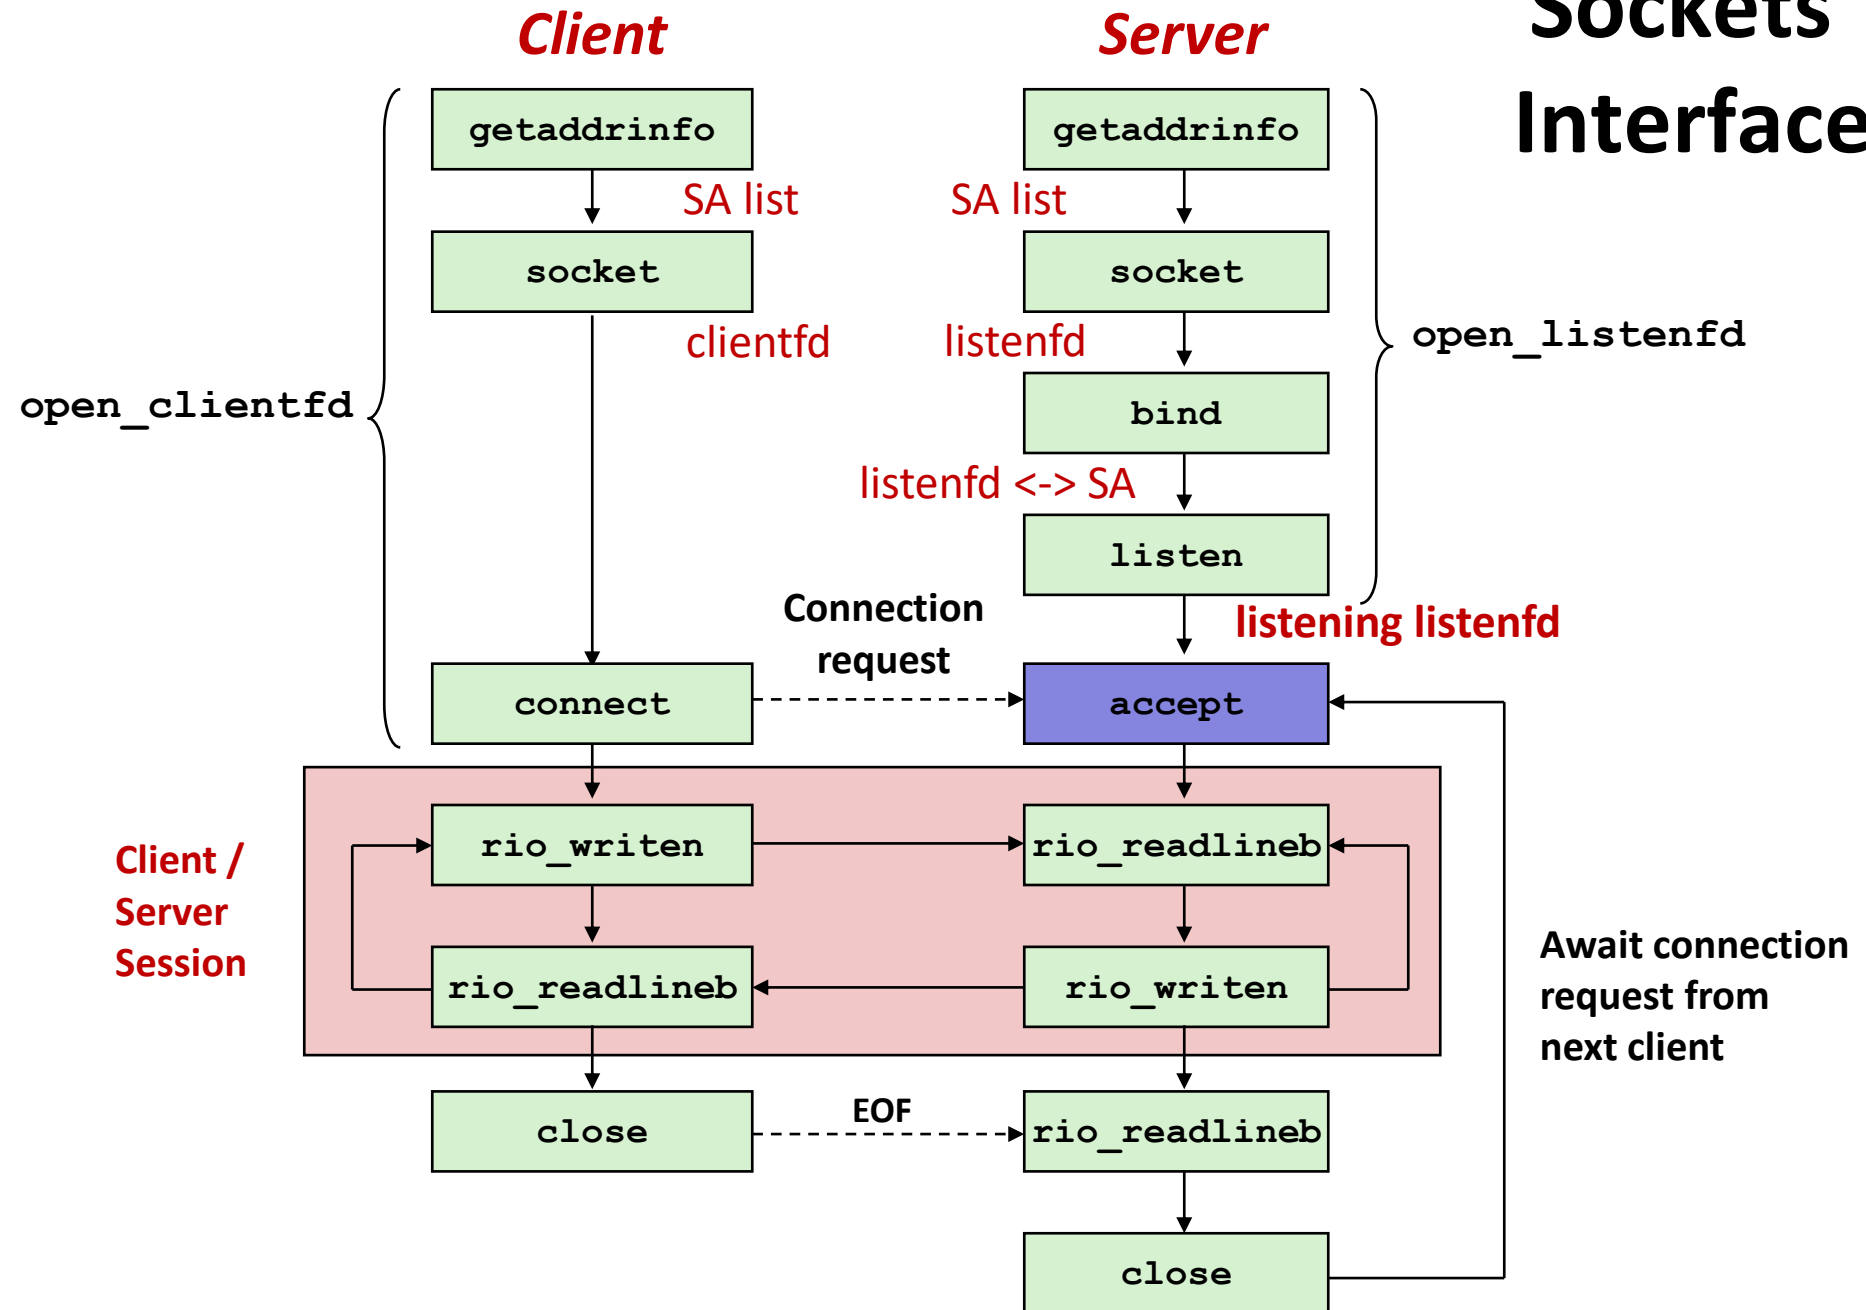 Sockets
Interface
Client
Server
getaddrinfo
getaddrinfo
SA list
SA list
socket
socket
clientfd
listenfd
open_listenfd
open_clientfd
bind
listenfd <-> SA
listen
Connection
request
listening listenfd
connect
accept
Client /
Server
Session
rio_writen
rio_readlineb
rio_readlineb
rio_writen
Await connection
request from
next client
close
EOF
rio_readlineb
close